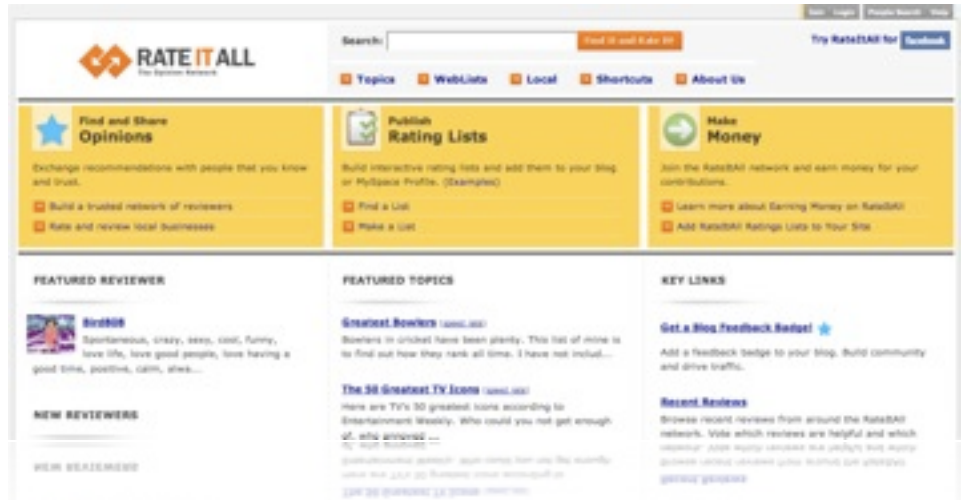 Join Login People Search Help
RATE IT ALL
The Opinion Network
Search:
Find It and Rate It!
Try RateItAll for facebook
Topics WebLists Local Shortcuts About Us
Find and Share
Opinions
Exchange recommendations with people that you know
and trust.
Build a trusted network of reviewers
Rate and review local businesses
Publish
Rating Lists
Build interactive rating lists and add them to your blog
or MySpace Profile. (Examples)
Find a List
Make a List
Make
Money
Join the RateItAll network and earn money for your
contributions.
Learn more about Earning Money on RateItAll
Add RateItAll Ratings Lists to Your Site
FEATURED REVIEWER
Bird808
Spontaneous, crazy, sexy, cool, funny,
love life, love good people, love having a
good time, positive, calm, alwa...
NEW REVIEWERS
FEATURED TOPICS
Greatest Bowlers
Bowlers in cricket have been plenty. This list of mine is
to find out how they rank all time. I have not includ...
The 50 Greatest TV Icons
Here are TV's 50 greatest icons according to
Entertainment Weekly. Who could you not get enough
of, who annoyed ...
KEY LINKS
Get a Blog Feedback Badge!
Add a feedback badge to your blog. Build community
and drive traffic.
Recent Reviews
Browse recent reviews from around the RateItAll
network. Vote which reviews are helpful and which